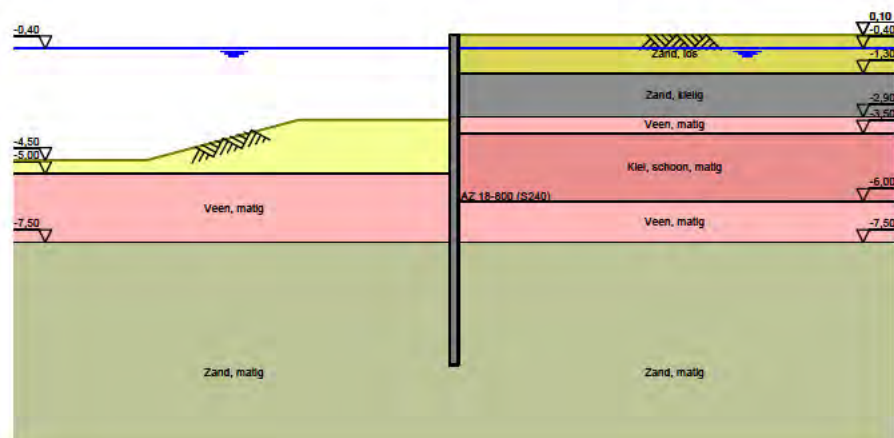 -0,40
-4,50
-5,00
-7,50
Veen, matig
Zand, matig
0,10
-0,40
-1,30
-2,90
-3,50
-6,00
-7,50
Zand, los
Zand, kleiig
Veen, matig
Klei, schoon, matig
AZ 18-800 (S240)
Veen, matig
Zand, matig